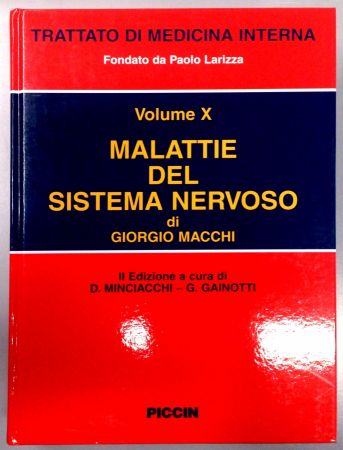 TRATTATO DI MEDICINA INTERNA
Fondato da Paolo Larizza
Volume X
MALATTIE
DEL
SISTEMA NERVOSO
di
GIORGIO MACCHI
II Edizione a cura di
D. MINCIACCHI – G. GAINOTTI
PICCIN